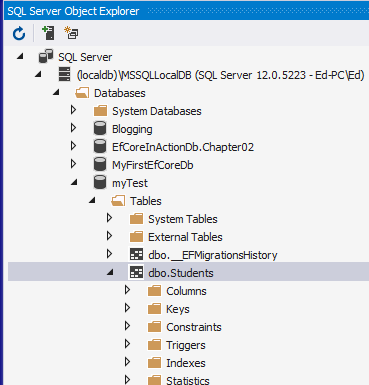 SQL Server Object Explorer
SQL Server
(localdb)\MSSQLLocalDB (SQL Server 12.0.5223 - Ed-PC\Ed)
Databases
System Databases
Blogging
EfCoreInActionDb.Chapter02
MyFirstEfCoreDb
myTest
Tables
System Tables
External Tables
dbo.__EFMigrationsHistory
dbo.Students
Columns
Keys
Constraints
Triggers
Indexes
Statistics